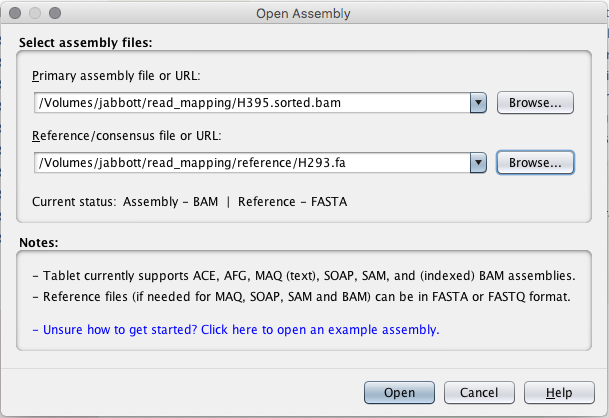 Open Assembly
Select assembly files:
Primary assembly file or URL:
/Volumes/jabbott/read_mapping/H395.sorted.bam
Browse...
Reference/consensus file or URL:
/Volumes/jabbott/read_mapping/reference/H293.fa
Browse...
Current status: Assembly - BAM | Reference - FASTA
Notes:
- Tablet currently supports ACE, AFG, MAQ (text), SOAP, SAM, and (indexed) BAM assemblies.
- Reference files (if needed for MAQ, SOAP, SAM and BAM) can be in FASTA or FASTQ format.
- Unsure how to get started? Click here to open an example assembly.
Open Cancel Help